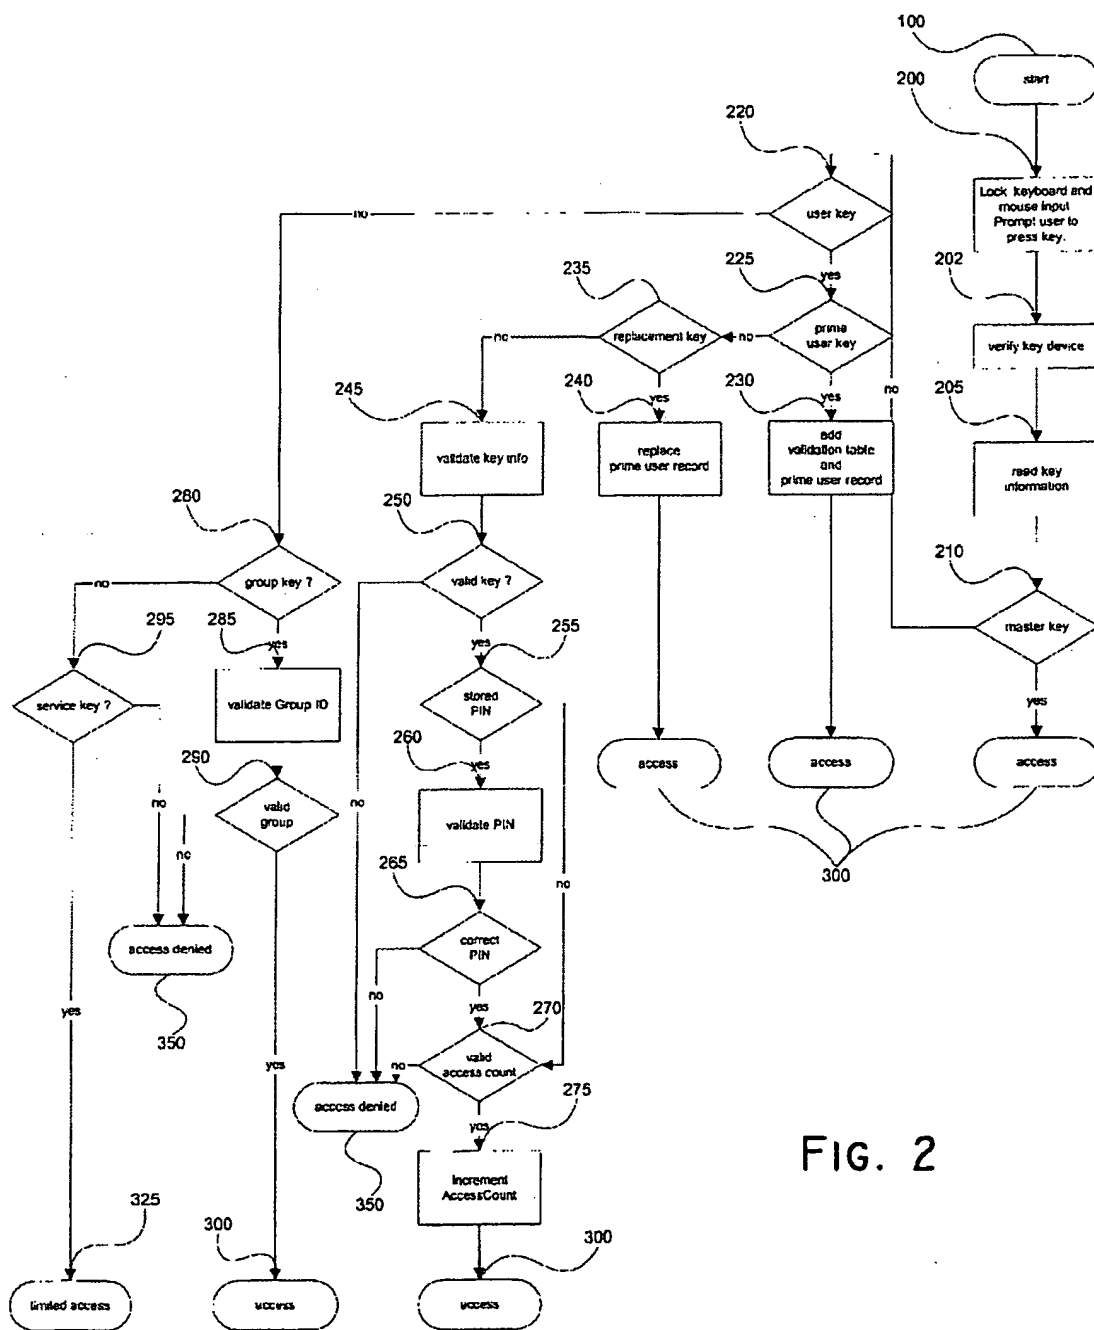 100
start
200
220
Lock keyboard and
mouse input
Prompt user to
press key.
user key
no
yes
202
235
225
prime
user key
replacement key
no
no
verify key device
no
245
240
yes
230
yes
205
validate key info
replace
prime user record
add
validation table
and
prime user record
read key
information
280
250
210
group key ?
valid key ?
master key
no
295
285
yes
yes
255
service key ?
validate Group ID
stored
PIN
yes
260
yes
290
access
access
access
valid
group
no
no
no
validate PIN
265
no
300
access denied
correct
PIN
350
yes
no
yes
270
valid
access count
no
yes
access denied
275
yes
350
Increment
AccessCount
FIG. 2
325
300
300
limited access
access
access